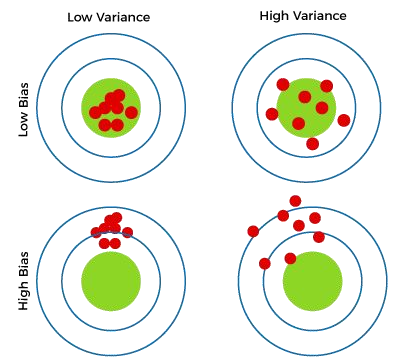 Low Variance
High Variance
Low Bias
High Bias